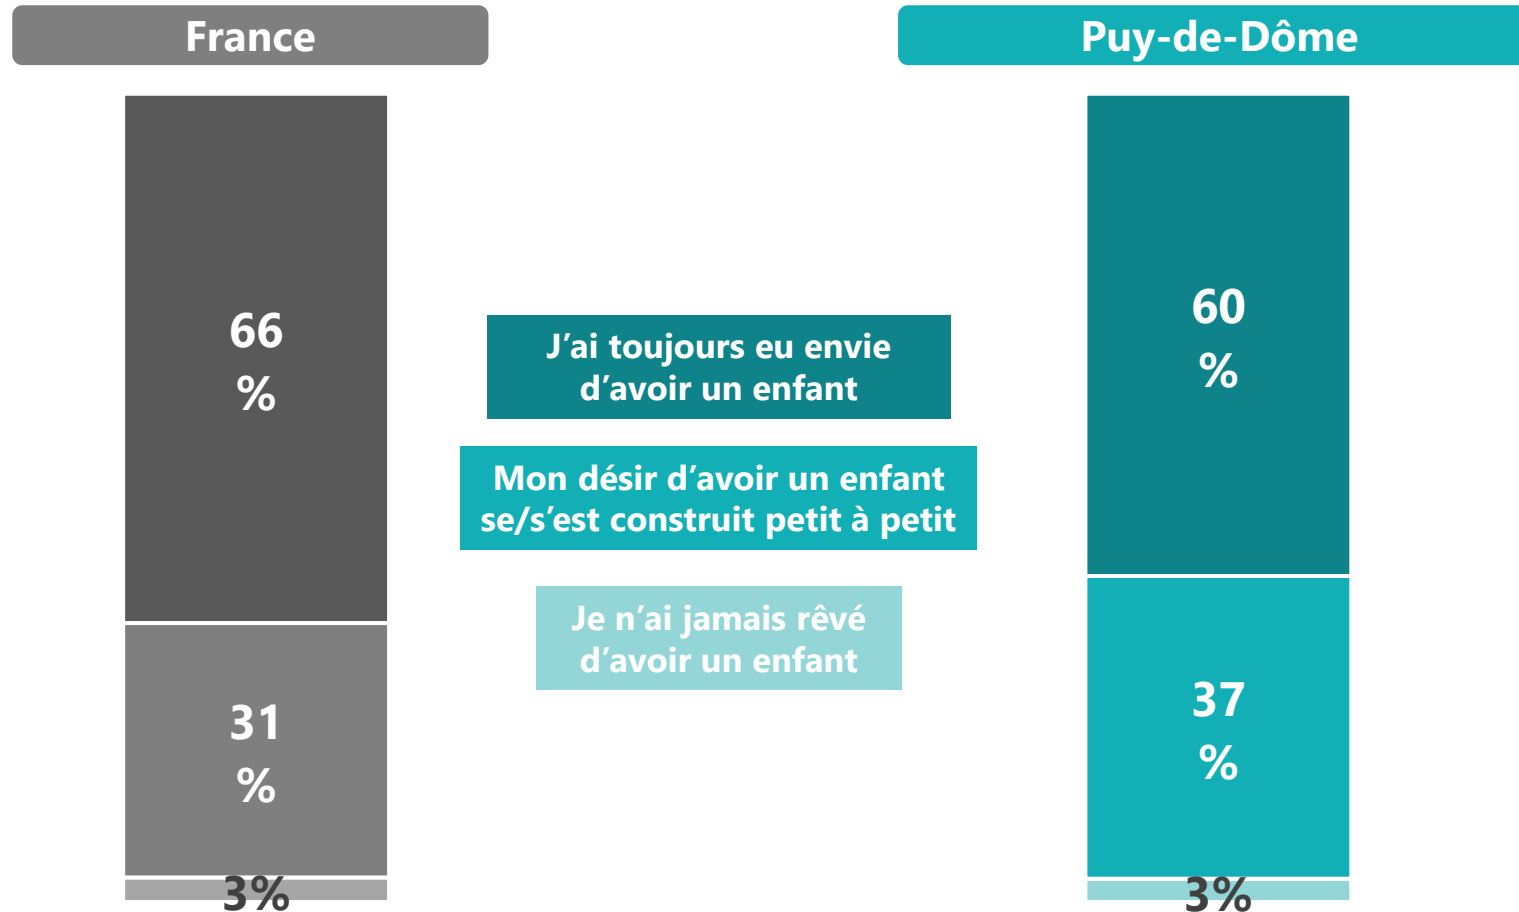 France
Puy-de-Dôme
66
%
31
%
3%
J’ai toujours eu envie
d’avoir un enfant
Mon désir d’avoir un enfant
se/s’est construit petit à petit
Je n’ai jamais rêvé
d’avoir un enfant
60
%
37
%
3%